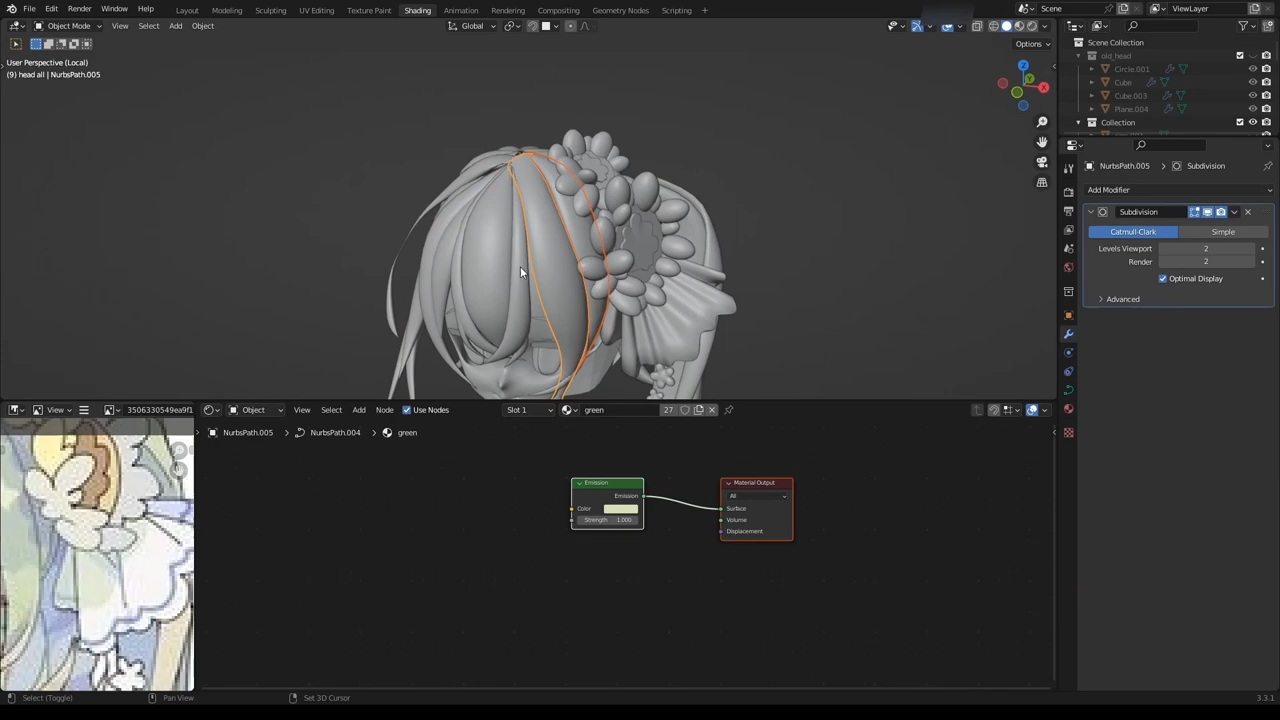 File Edit Render Window Help Layout Modeling Sculpting UV Editing Texture Paint Shading Animation Rendering Compositing Geometry Nodes Scripting + Scene ViewLayer
Object Mode View Select Add Object Global
Options
User Perspective (Local)
(9) head all | NurbsPath.005
Z
Y
X
Scene Collection
old_head
Circle.001
Cube
Cube.003
Plane.004
Collection
NurbsPath.005 > Subdivision
Add Modifier
Subdivision
Catmull-Clark Simple
Levels Viewport 2
Render 2
Optimal Display
Advanced
View 3506330549ea9f1
Object View Select Add Node Use Nodes Slot 1 green 27
NurbsPath.005 > NurbsPath.004 > green
Emission
Emission
Color
Strength 1.000
Material Output
All
Surface
Volume
Displacement
Select (Toggle) Pan View Set 3D Cursor 3.3.1